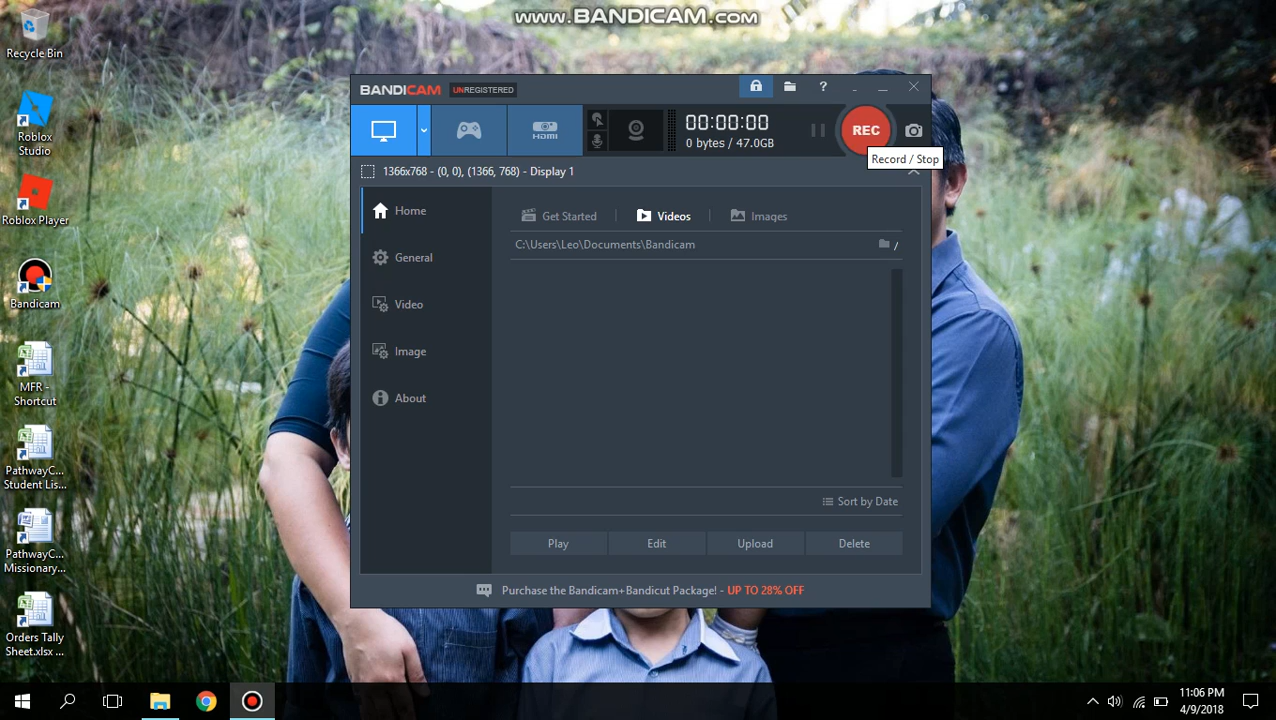 www.BANDICAM.com
Recycle Bin
Roblox
Studio
Roblox Player
Bandicam
MFR -
Shortcut
PathwayC...
Student Lis...
PathwayC...
Missionary...
Orders Tally
Sheet.xlsx ...
BANDICAM UNREGISTERED
?
HDMI
00:00:00
0 bytes / 47.0GB
REC
Record / Stop
1366x768 - (0, 0), (1366, 768) - Display 1
Home
General
Video
Image
About
Get Started
Videos
Images
C:\Users\Leo\Documents\Bandicam
/
Sort by Date
Play
Edit
Upload
Delete
Purchase the Bandicam+Bandicut Package! - UP TO 28% OFF
11:06 PM
4/9/2018